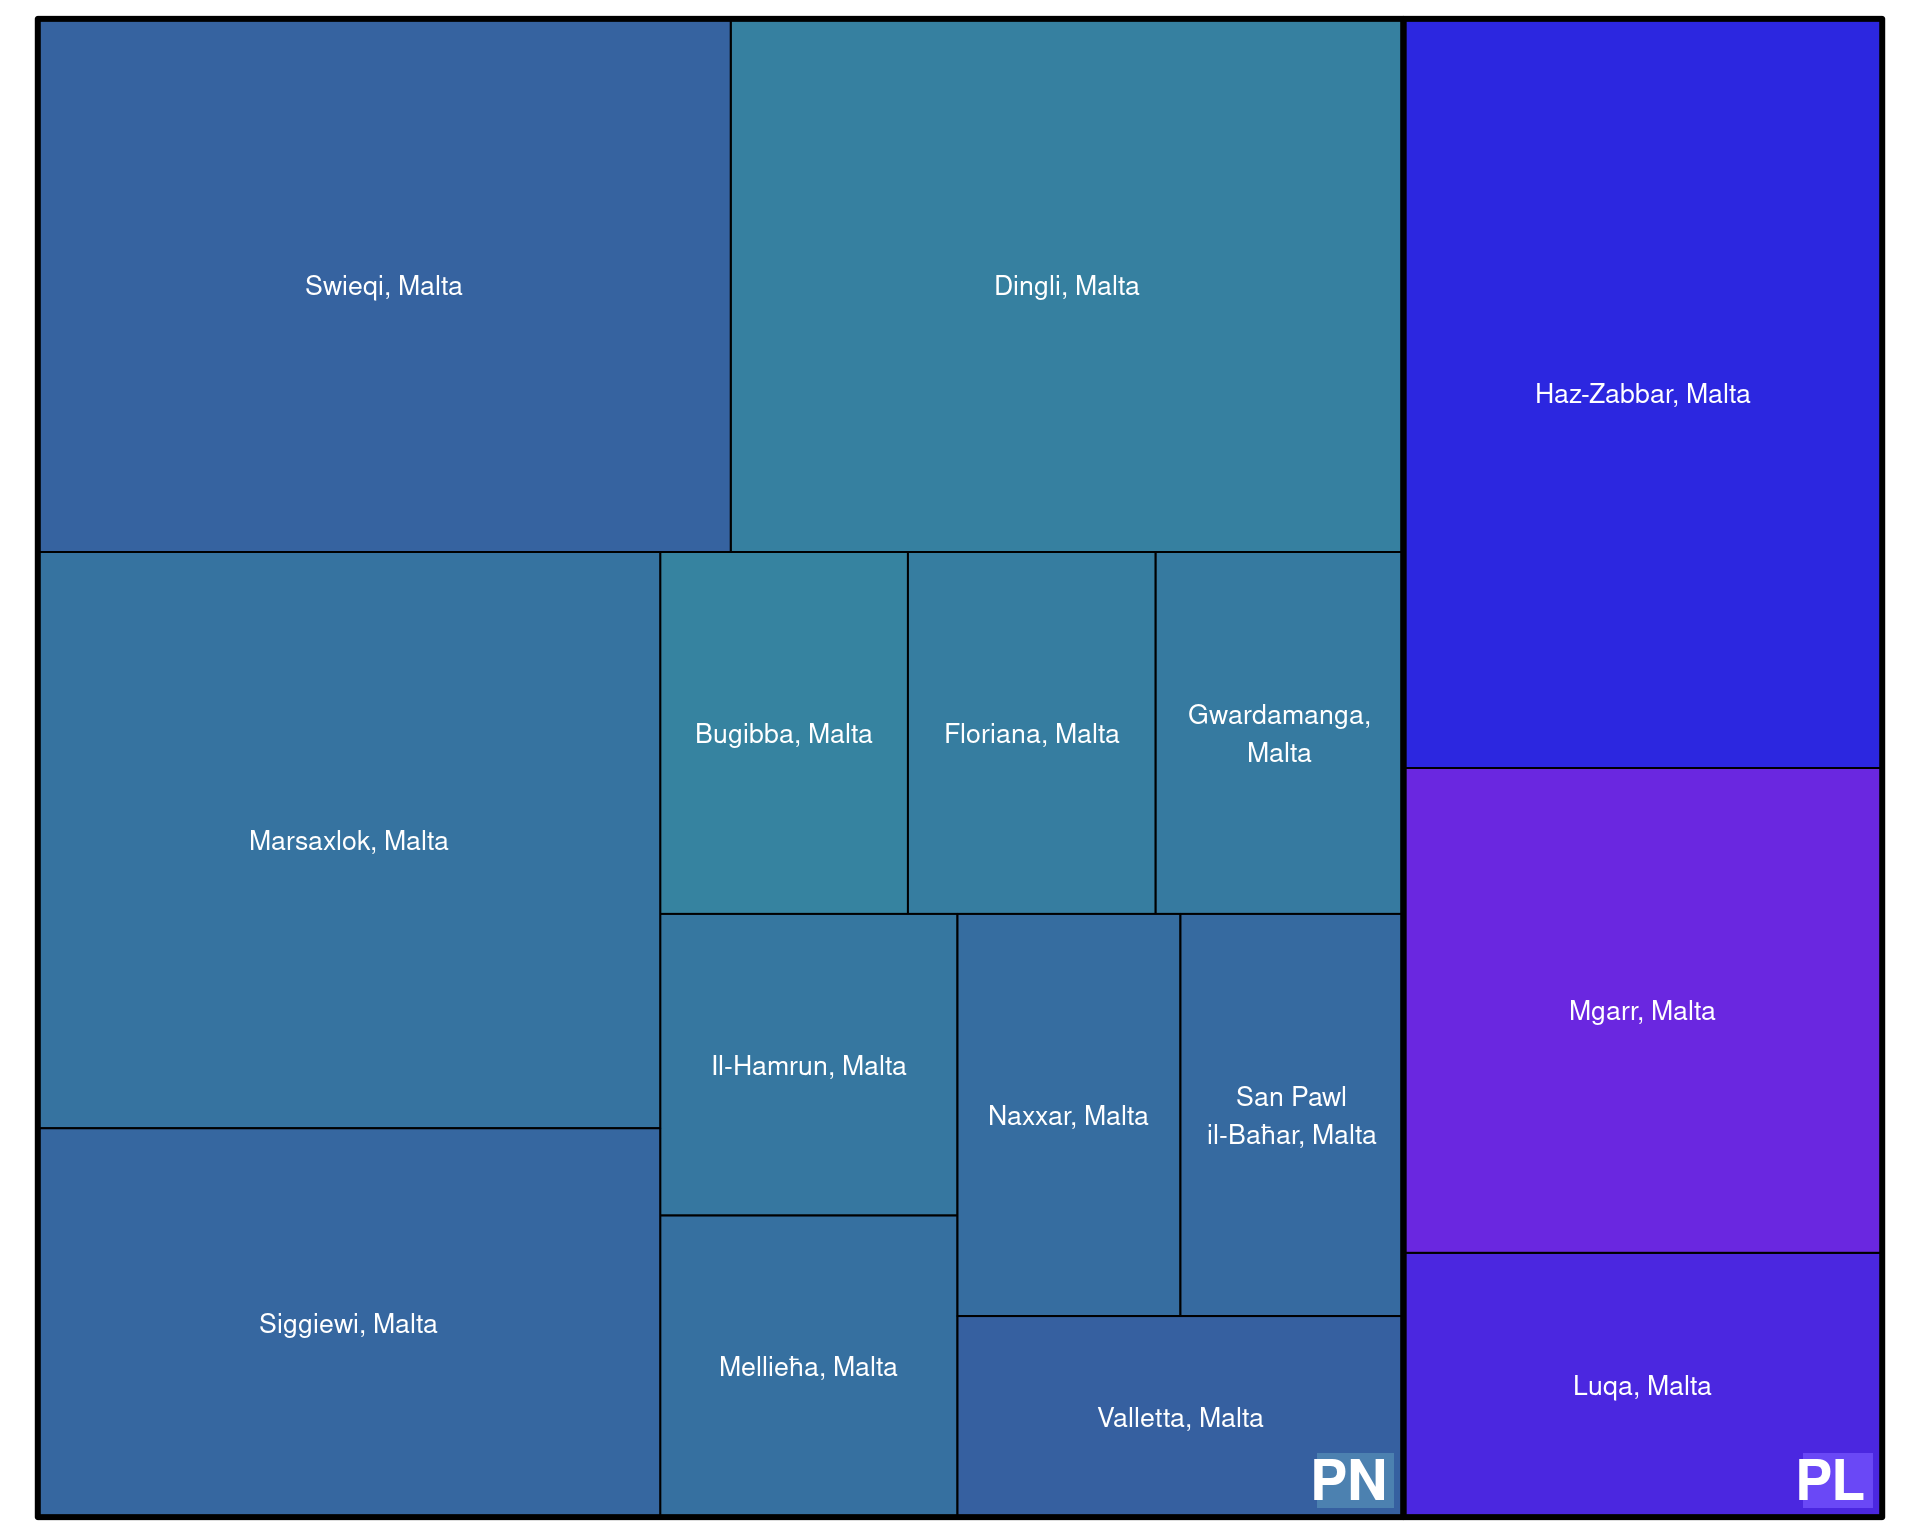 Swieqi, Malta
Dingli, Malta
Haz-Zabbar, Malta
Marsaxlok, Malta
Bugibba, Malta
Floriana, Malta
Gwardamanga,
Malta
Il-Hamrun, Malta
Naxxar, Malta
San Pawl
il-Baħar, Malta
Mgarr, Malta
Siggiewi, Malta
Mellieħa, Malta
Valletta, Malta
Luqa, Malta
PN
PL